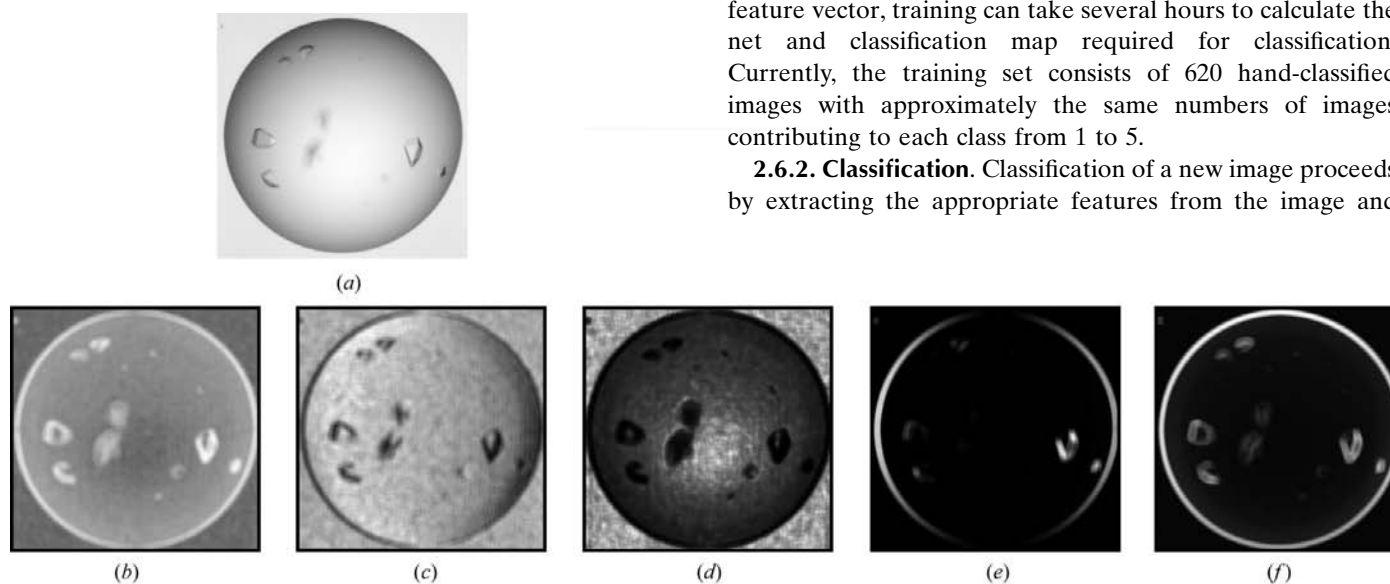 feature vector, training can take several hours to calculate the
net and classification map required for classification
Currently, the training set consists of 620 hand-classified
images with approximately the same numbers of images
contributing to each class from 1 to 5.
2.6.2. Classification. Classification of a new image proceeds
by extracting the appropriate features from the image and
(a)
(b) (c) (d) (e) (f)